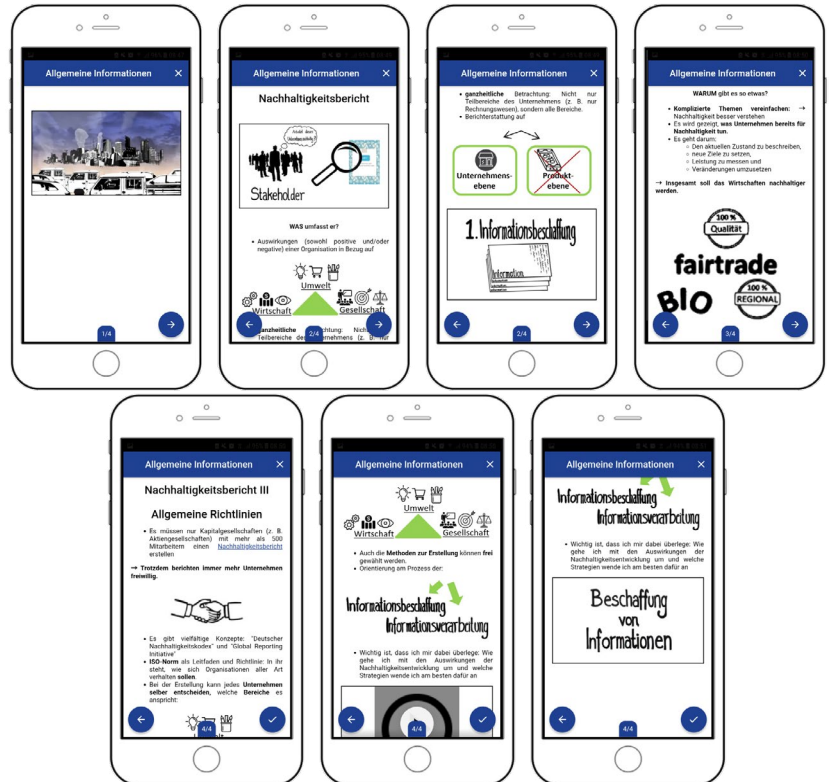 Allgemeine Informationen ×
1/4
Allgemeine Informationen ×
Nachhaltigkeitsbericht
Stakeholder
WAS umfasst er?
• Auswirkungen (sowohl positive und/oder
negative) einer Organisation in Bezug auf
Umwelt
Wirtschaft
Gesellschaft
2/4
Allgemeine Informationen ×
• ganzheitliche Betrachtung: Nicht nur
Teilbereiche des Unternehmens (z. B. nur
Rechnungswesen), sondern alle Bereiche.
• Berichterstattung auf
Unternehmens-
ebene
Produkt-
ebene
1. Informationsbeschaffung
Information
2/4
Allgemeine Informationen ×
WARUM gibt es so etwas?
• Komplizierte Themen vereinfachen: →
Nachhaltigkeit besser verstehen
• Es wird gezeigt, was Unternehmen bereits für
Nachhaltigkeit tun.
• Es geht darum:
○ Den aktuellen Zustand zu beschreiben,
○ neue Ziele zu setzen,
○ Leistung zu messen und
○ Veränderungen umzusetzen
→ Insgesamt soll das Wirtschaften nachhaltiger
werden.
100 %
Qualität
fairtrade
BIO
100 %
REGIONAL
3/4
Allgemeine Informationen ×
Nachhaltigkeitsbericht III
Allgemeine Richtlinien
• Es müssen nur Kapitalgesellschaften (z. B.
Aktiengesellschaften) mit mehr als 500
Mitarbeitern einen Nachhaltigkeitsbericht
erstellen
→ Trotzdem berichten immer mehr Unternehmen
freiwillig.
• Es gibt vielfältige Konzepte: "Deutscher
Nachhaltigkeitskodex" und "Global Reporting
Initiative"
• ISO-Norm als Leitfaden und Richtlinie: In ihr
steht, wie sich Organisationen aller Art
verhalten sollen.
• Bei der Erstellung kann jedes Unternehmen
selber entscheiden, welche Bereiche es
anspricht:
4/4
Allgemeine Informationen ×
Umwelt
Wirtschaft
Gesellschaft
• Auch die Methoden zur Erstellung können frei
gewählt werden.
• Orientierung am Prozess der:
Informationsbeschaffung
Informationsverarbeitung
• Wichtig ist, dass ich mir dabei überlege: Wie
gehe ich mit den Auswirkungen der
Nachhaltigkeitsentwicklung um und welche
Strategien wende ich am besten dafür an
4/4
Allgemeine Informationen ×
Informationsbeschaffung
Informationsverarbeitung
• Wichtig ist, dass ich mir dabei überlege: Wie
gehe ich mit den Auswirkungen der
Nachhaltigkeitsentwicklung um und welche
Strategien wende ich am besten dafür an
Beschaffung
von
Informationen
4/4